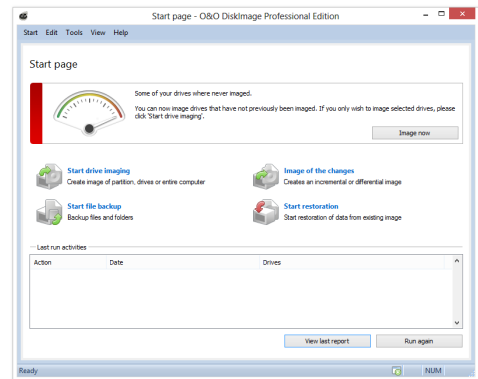 Start page - O&O DiskImage Professional Edition
Start Edit Tools View Help
Start page
Some of your drives where never imaged.
You can now image drives that have not previously been imaged. If you only wish to image selected drives, please
click 'Start drive imaging'.
Image now
Start drive imaging
Create image of partition, drives or entire computer
Image of the changes
Creates an incremental or differential image
Start file backup
Backup files and folders
Start restoration
Start restoration of data from existing image
Last run activities
Action Date Drives
View last report Run again
Ready NUM